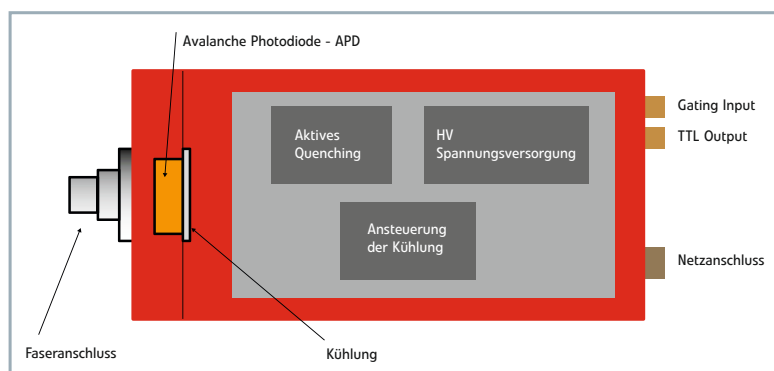 Avalanche Photodiode - APD
Gating Input
Aktives
Quenching
HV
Spannungsversorgung
TTL Output
Ansteuerung
der Kühlung
Netzanschluss
Faseranschluss
Kühlung